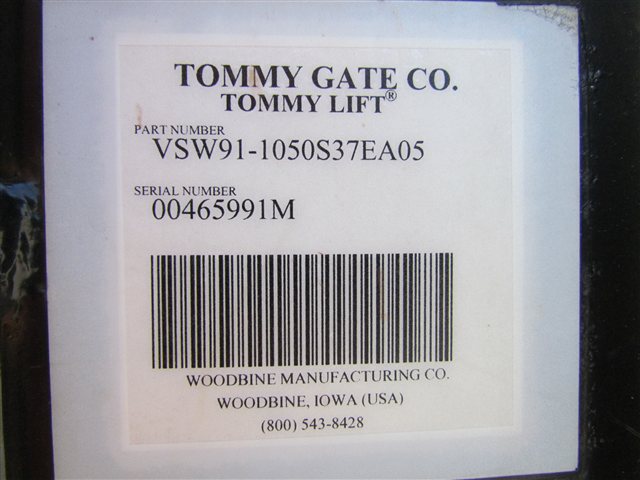 TOMMY GATE CO.
TOMMY LIFT®
PART NUMBER
VSW91-1050S37EA05
SERIAL NUMBER
00465991M
WOODBINE MANUFACTURING CO.
WOODBINE, IOWA (USA)
(800) 543-8428